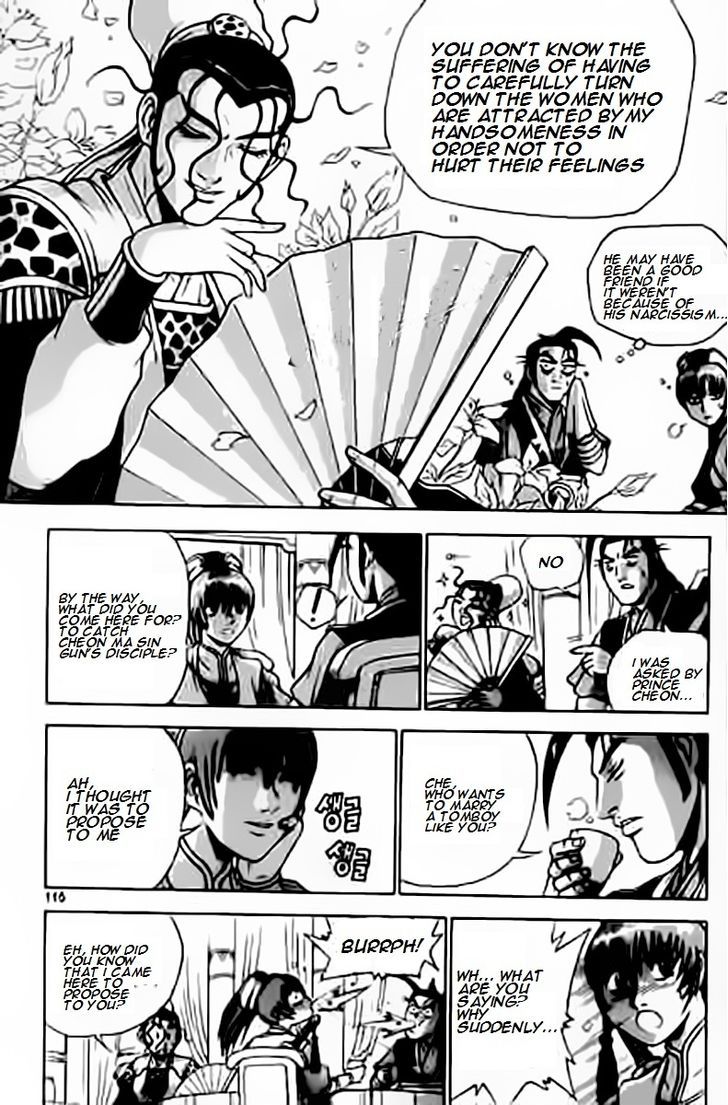 YOU DON'T KNOW THE
SUFFERING OF HAVING
TO CAREFULLY TURN
DOWN THE WOMEN WHO
ARE ATTRACTED BY MY
HANDSOMENESS IN
ORDER NOT TO
HURT THEIR FEELINGS
HE MAY HAVE
BEEN A GOOD
FRIEND IF
IT WEREN'T
BECAUSE OF
HIS NARCISSISM...
BY THE WAY,
WHAT DID YOU
COME HERE FOR?
TO CATCH
CHEON MA SIN
GUN'S DISCIPLE?
!
NO
I WAS
ASKED BY
PRINCE
CHEON...
AH,
I THOUGHT
IT WAS TO
PROPOSE
TO ME
생글
생글
CHE,
WHO WANTS
TO MARRY
A TOMBOY
LIKE YOU?
116
EH, HOW DID
YOU KNOW
THAT I CAME
HERE TO
PROPOSE
TO YOU?
BURRPH!
WH... WHAT
ARE YOU
SAYING?
WHY
SUDDENLY...